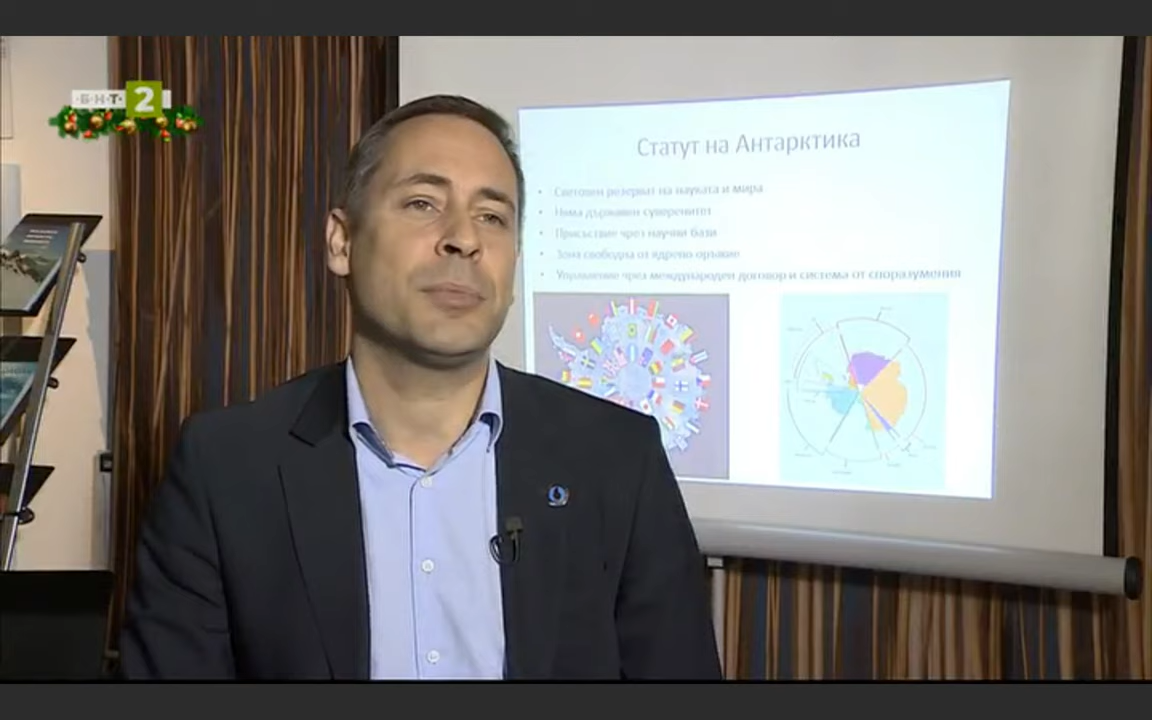 БНТ 2
Статут на Антарктика
• Световен резерват на науката и мира
• Няма държавен суверенитет
• Присъствие чрез научни бази
• Зона свободна от ядрено оръжие
• Управление чрез международен договор и система от споразумения